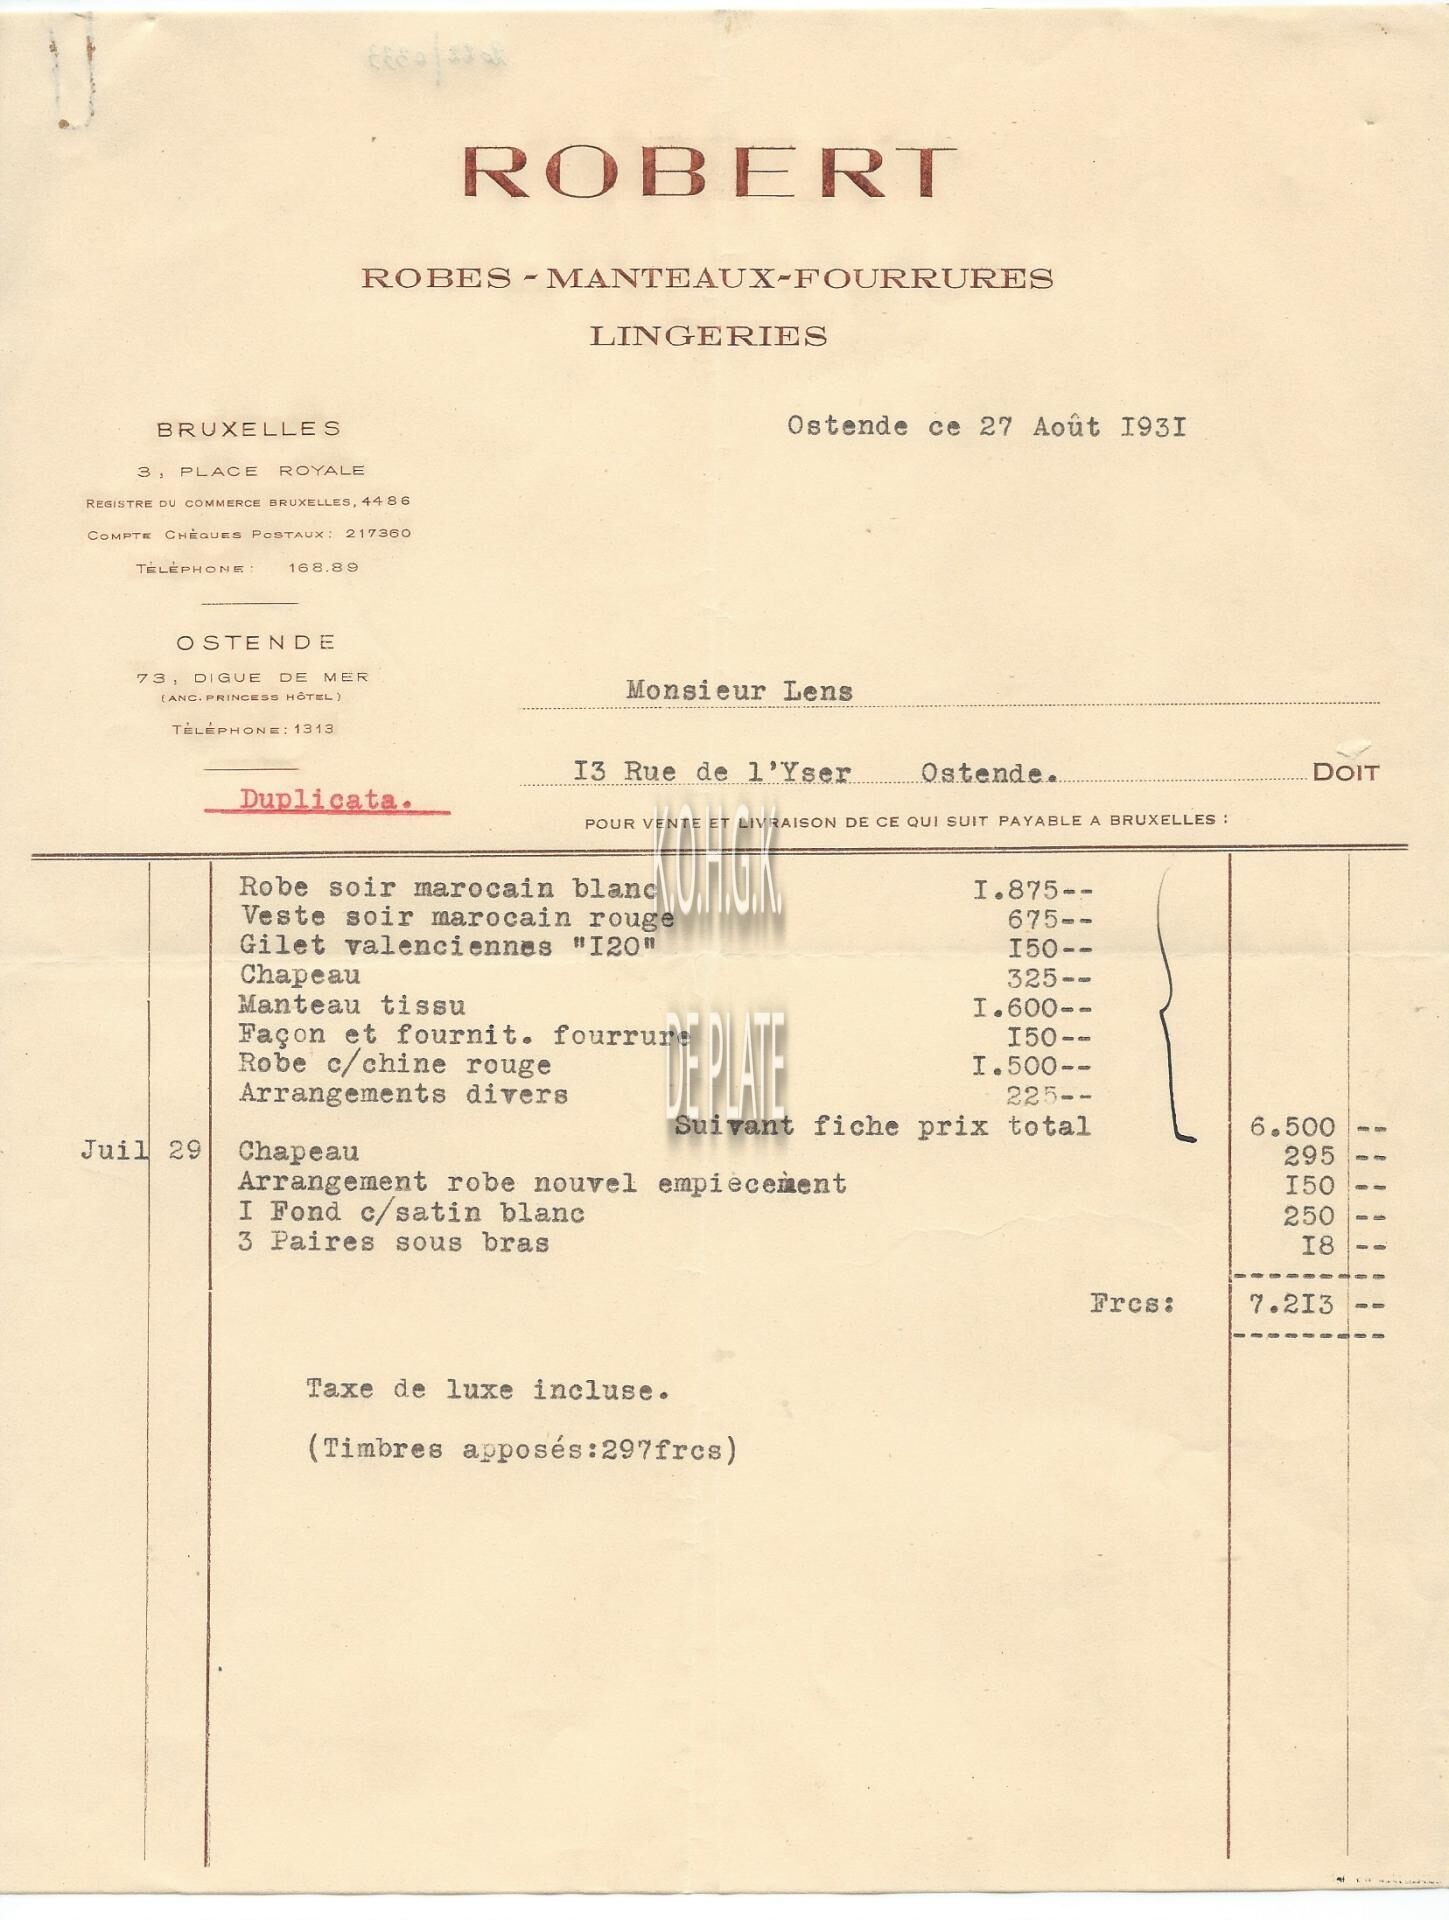 ROBERT
ROBES - MANTEAUX-FOURRURES
LINGERIES
BRUXELLES
3, PLACE ROYALE
REGISTRE DU COMMERCE BRUXELLES, 4486
COMPTE CHÈQUES POSTAUX: 217360
TÉLÉPHONE: 168.89
OSTENDE
73, DIGUE DE MER
(ANC. PRINCESS HÔTEL)
TÉLÉPHONE: 1313
Duplicata.
Ostende ce 27 Août I93I
Monsieur Lens
I3 Rue de l'Yser Ostende. DOIT
POUR VENTE ET LIVRAISON DE CE QUI SUIT PAYABLE A BRUXELLES :
K.O.H.G.K.
DE PLATE
Robe soir marocain blanc I.875--
Veste soir marocain rouge 675--
Gilet valenciennes "I20" I50--
Chapeau 325--
Manteau tissu I.600--
Façon et fournit. fourrure I50--
Robe c/chine rouge I.500--
Arrangements divers 225--
Suivant fiche prix total 6.500 --
Juil 29 Chapeau 295 --
Arrangement robe nouvel empiècement I50 --
I Fond c/satin blanc 250 --
3 Paires sous bras I8 --
Frcs: 7.2I3 --
Taxe de luxe incluse.
(Timbres apposés:297frcs)